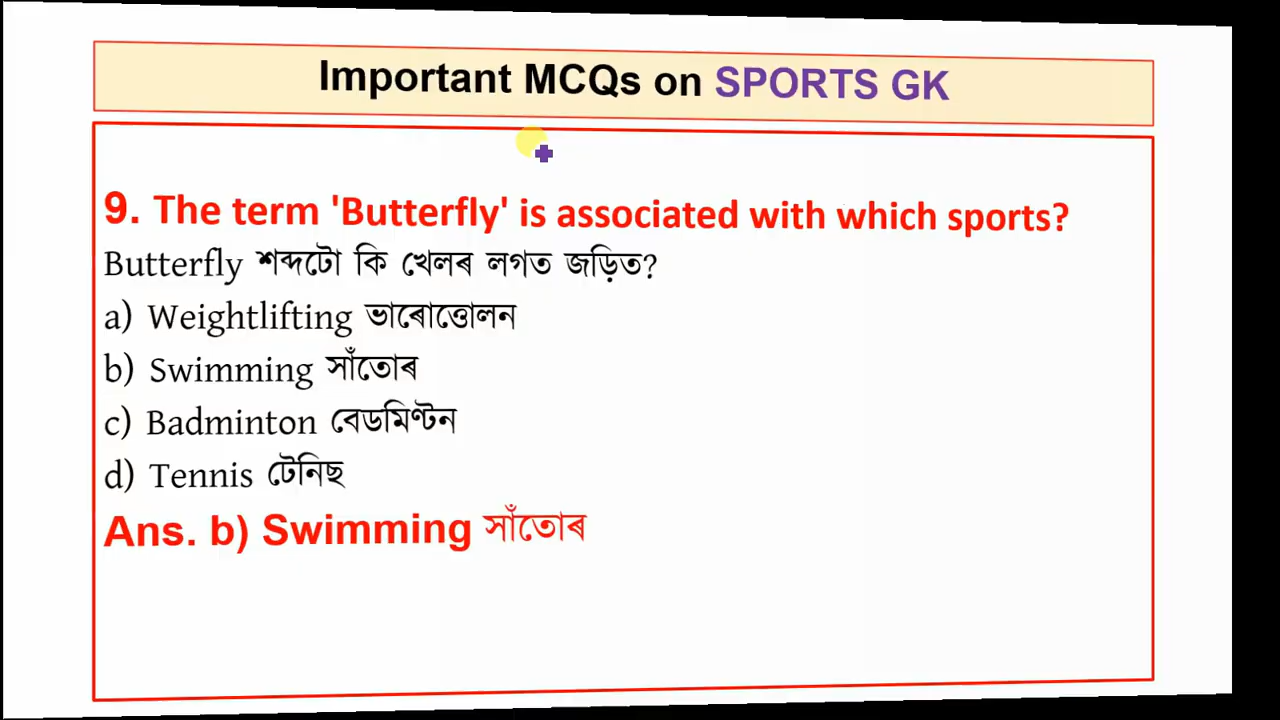 Important MCQs on SPORTS GK
9. The term 'Butterfly' is associated with which sports?
Butterfly শব্দটো কি খেলৰ লগত জড়িত?
a) Weightlifting ভাৰোত্তোলন
b) Swimming সাঁতোৰ
c) Badminton বেডমিণ্টন
d) Tennis টেনিছ
Ans. b) Swimming সাঁতোৰ